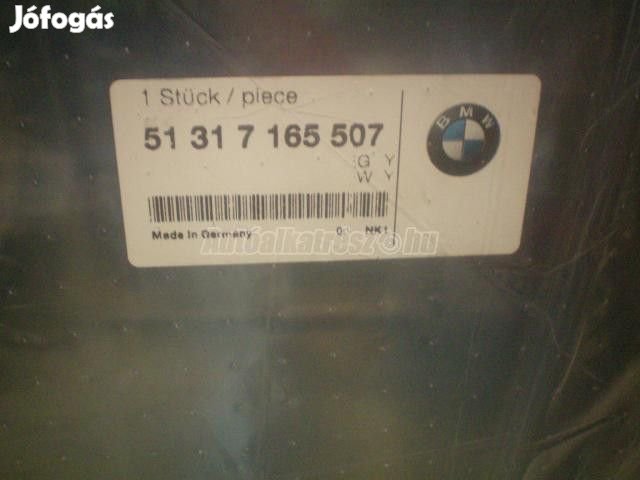 Jófogás
1 Stück / piece
51 31 7 165 507
G Y
W Y
BMW
Made in Germany
NK1
Autóalkatrész.hu